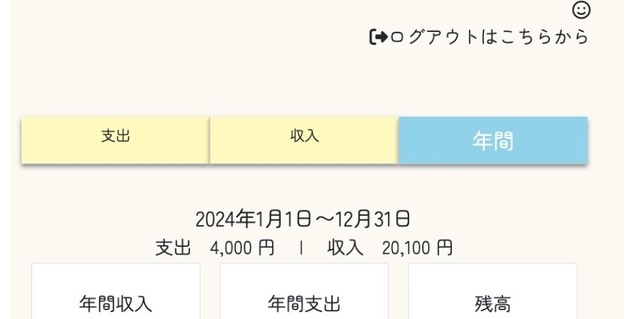 ログアウトはこちらから
支出 収入 年間
2024年1月1日〜12月31日
支出 4,000 円 | 収入 20,100 円
年間収入 年間支出 残高